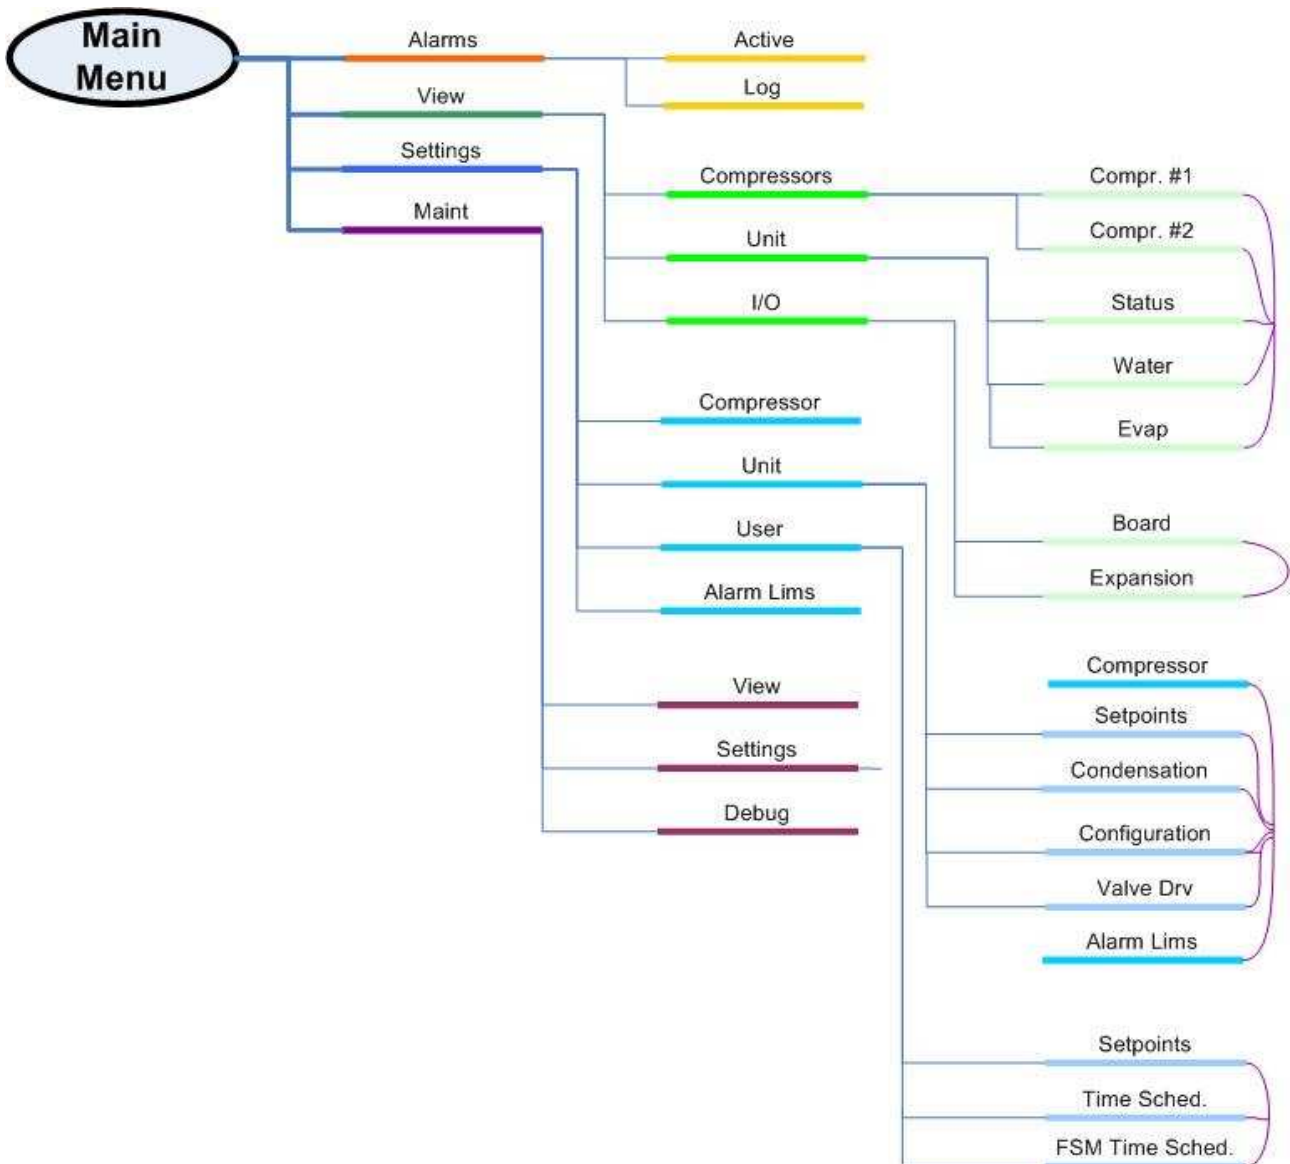 Main
Menu
Alarms
Active
Log
View
Settings
Maint
Compressors
Compr. #1
Compr. #2
Unit
Status
I/O
Water
Evap
Compressor
Unit
User
Alarm Lims
Board
Expansion
View
Settings
Debug
Compressor
Setpoints
Condensation
Configuration
Valve Drv
Alarm Lims
Setpoints
Time Sched.
FSM Time Sched.